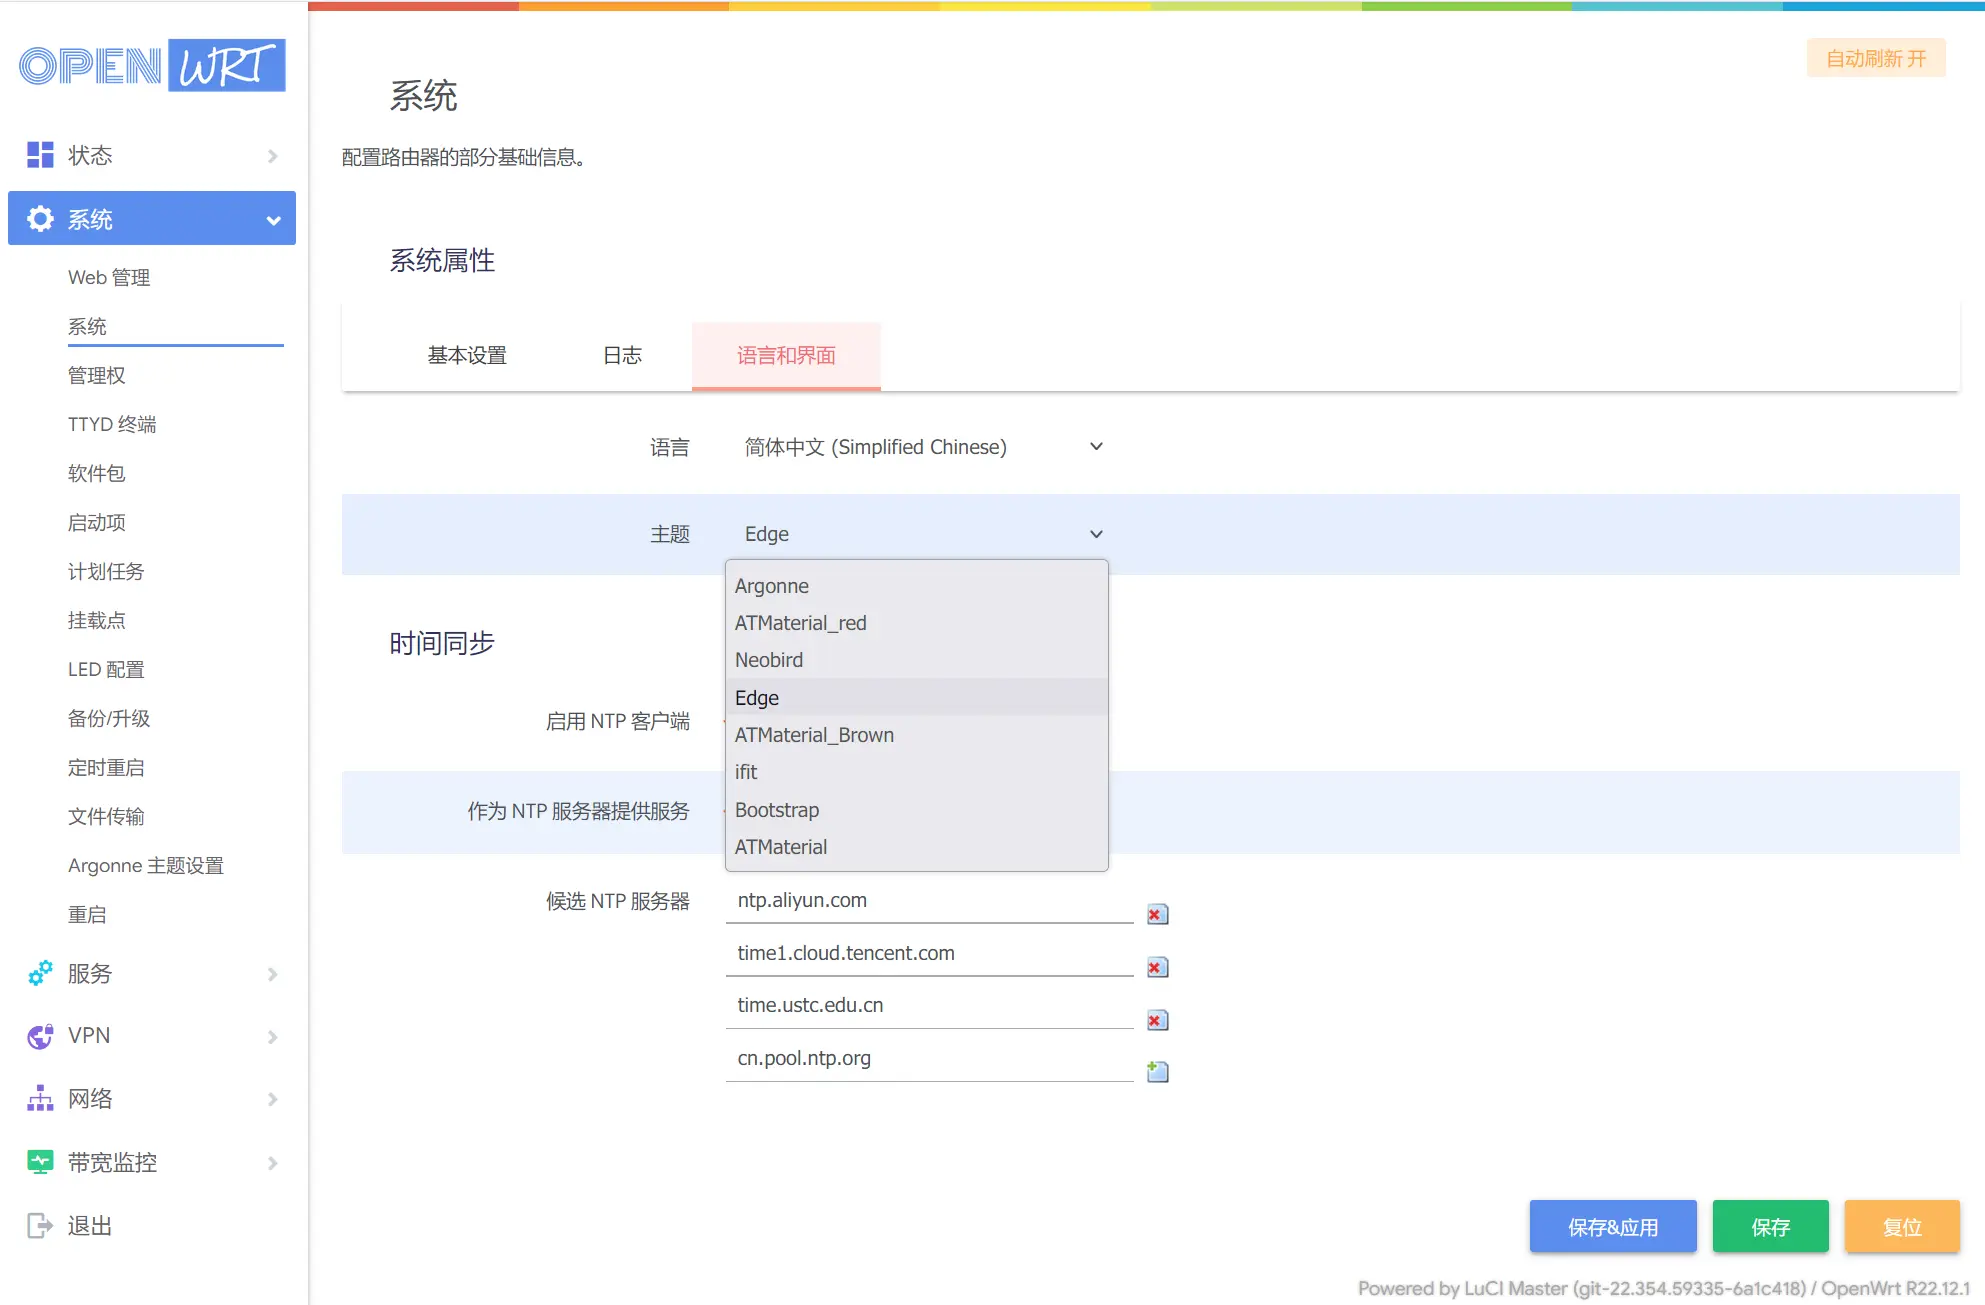 OPENWRT
状态
系统
Web 管理
系统
管理权
TTYD 终端
软件包
启动项
计划任务
挂载点
LED 配置
备份/升级
定时重启
文件传输
Argonne 主题设置
重启
服务
VPN
网络
带宽监控
退出
自动刷新 开
系统
配置路由器的部分基础信息。
系统属性
基本设置 日志 语言和界面
语言 简体中文 (Simplified Chinese)
主题 Edge
Argonne
ATMaterial_red
Neobird
Edge
ATMaterial_Brown
ifit
Bootstrap
ATMaterial
时间同步
启用 NTP 客户端
作为 NTP 服务器提供服务
候选 NTP 服务器 ntp.aliyun.com
time1.cloud.tencent.com
time.ustc.edu.cn
cn.pool.ntp.org
保存&应用 保存 复位
Powered by LuCI Master (git-22.354.59335-6a1c418) / OpenWrt R22.12.1